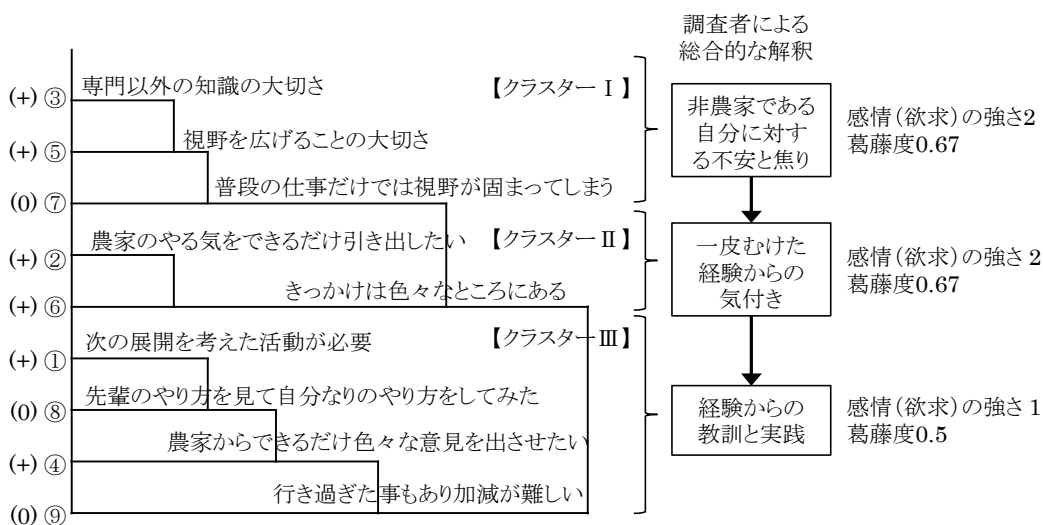 調査者による
総合的な解釈
専門以外の知識の大切さ
【クラスターⅠ】
(+) ③
視野を広げることの大切さ
(+) ⑤
普段の仕事だけでは視野が固まってしまう
(0) ⑦
非農家である
自分に対す
る不安と焦り
感情(欲求)の強さ2
葛藤度0.67
農家のやる気をできるだけ引き出したい
【クラスターⅡ】
(+) ②
きっかけは色々なところにある
(+) ⑥
一皮むけた
経験からの
気付き
感情(欲求)の強さ 2
葛藤度0.67
次の展開を考えた活動が必要
【クラスターⅢ】
(+) ①
先輩のやり方を見て自分なりのやり方をしてみた
(0) ⑧
農家からできるだけ色々な意見を出させたい
(+) ④
行き過ぎた事もあり加減が難しい
(0) ⑨
経験からの
教訓と実践
感情(欲求)の強さ 1
葛藤度0.5